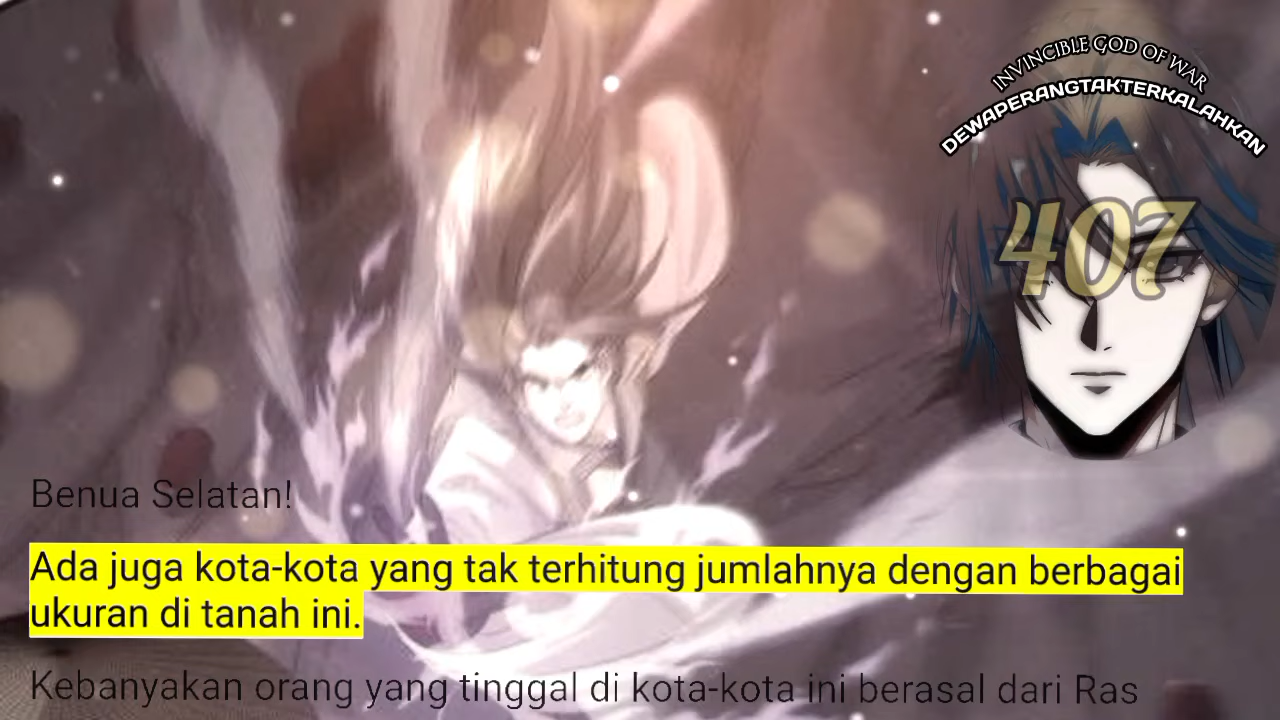 INVINCIBLE GOD OF WAR
DEWAPERANGTAKTERKALAHKAN
407
Benua Selatan!
Ada juga kota-kota yang tak terhitung jumlahnya dengan berbagai
ukuran di tanah ini.
Kebanyakan orang yang tinggal di kota-kota ini berasal dari Ras